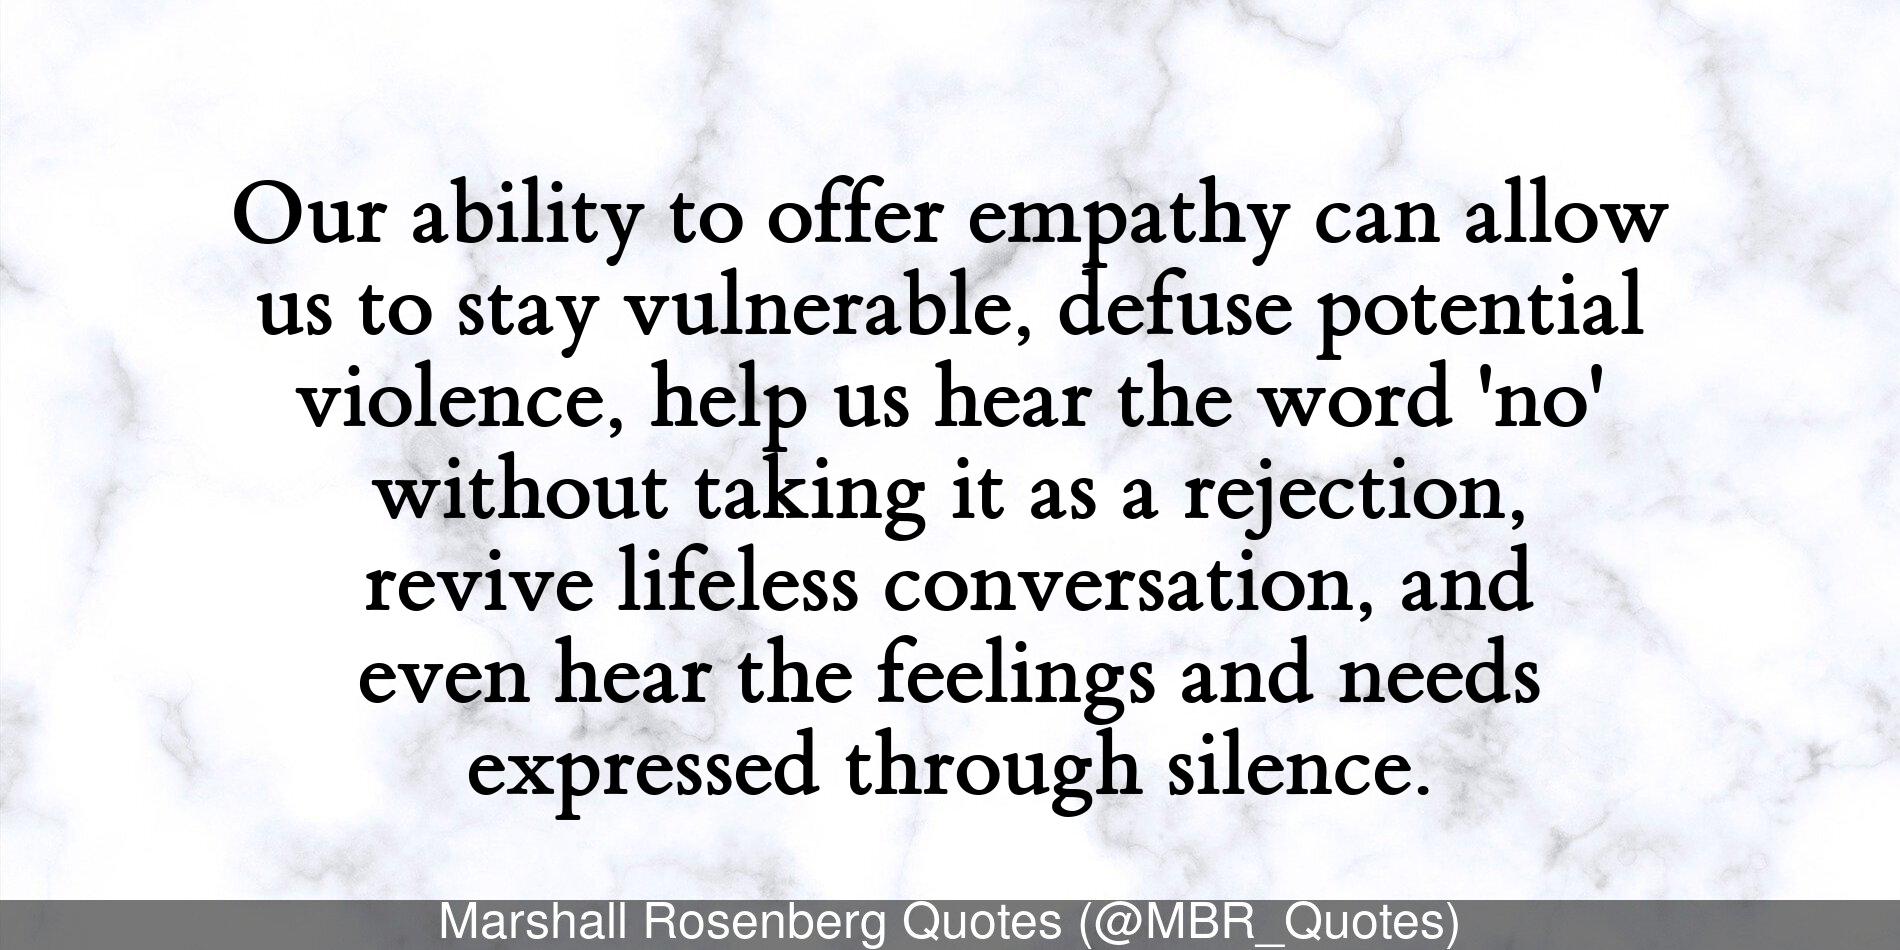 Our ability to offer empathy can allow
us to stay vulnerable, defuse potential
violence, help us hear the word 'no'
without taking it as a rejection,
revive lifeless conversation, and
even hear the feelings and needs
expressed through silence.
Marshall Rosenberg Quotes (@MBR_Quotes)